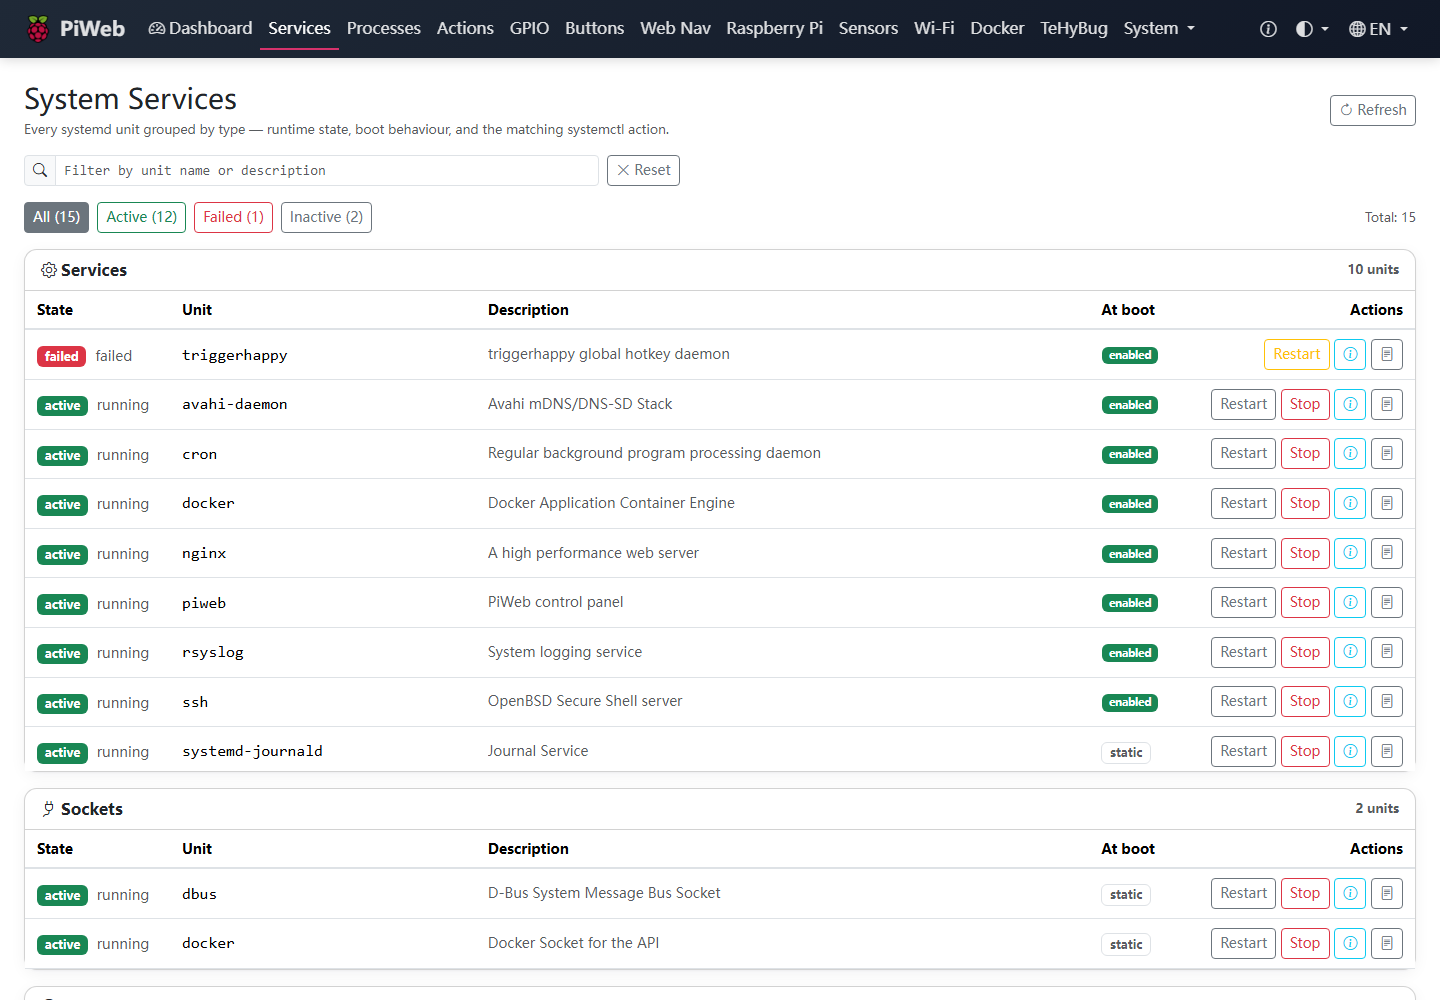 PiWeb Dashboard Services Processes Actions GPIO Buttons Web Nav Raspberry Pi Sensors Wi-Fi Docker TeHyBug System EN
System Services
Refresh
Every systemd unit grouped by type — runtime state, boot behaviour, and the matching systemctl action.
Filter by unit name or description Reset
All (15) Active (12) Failed (1) Inactive (2) Total: 15
Services 10 units
State Unit Description At boot Actions
failed failed triggerhappy triggerhappy global hotkey daemon enabled Restart
active running avahi-daemon Avahi mDNS/DNS-SD Stack enabled Restart Stop
active running cron Regular background program processing daemon enabled Restart Stop
active running docker Docker Application Container Engine enabled Restart Stop
active running nginx A high performance web server enabled Restart Stop
active running piweb PiWeb control panel enabled Restart Stop
active running rsyslog System logging service enabled Restart Stop
active running ssh OpenBSD Secure Shell server enabled Restart Stop
active running systemd-journald Journal Service static Restart Stop
Sockets 2 units
State Unit Description At boot Actions
active running dbus D-Bus System Message Bus Socket static Restart Stop
active running docker Docker Socket for the API static Restart Stop